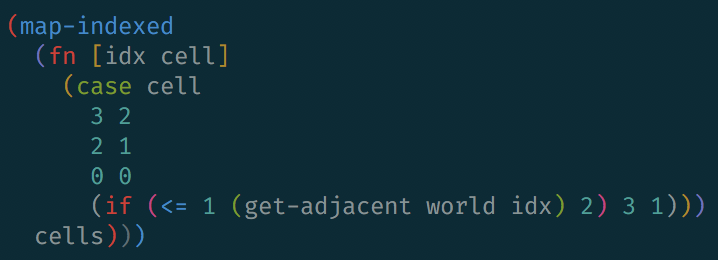 (map-indexed
(fn [idx cell]
(case cell
3 2
2 1
0 0
(if (<= 1 (get-adjacent world idx) 2) 3 1)))
cells)))